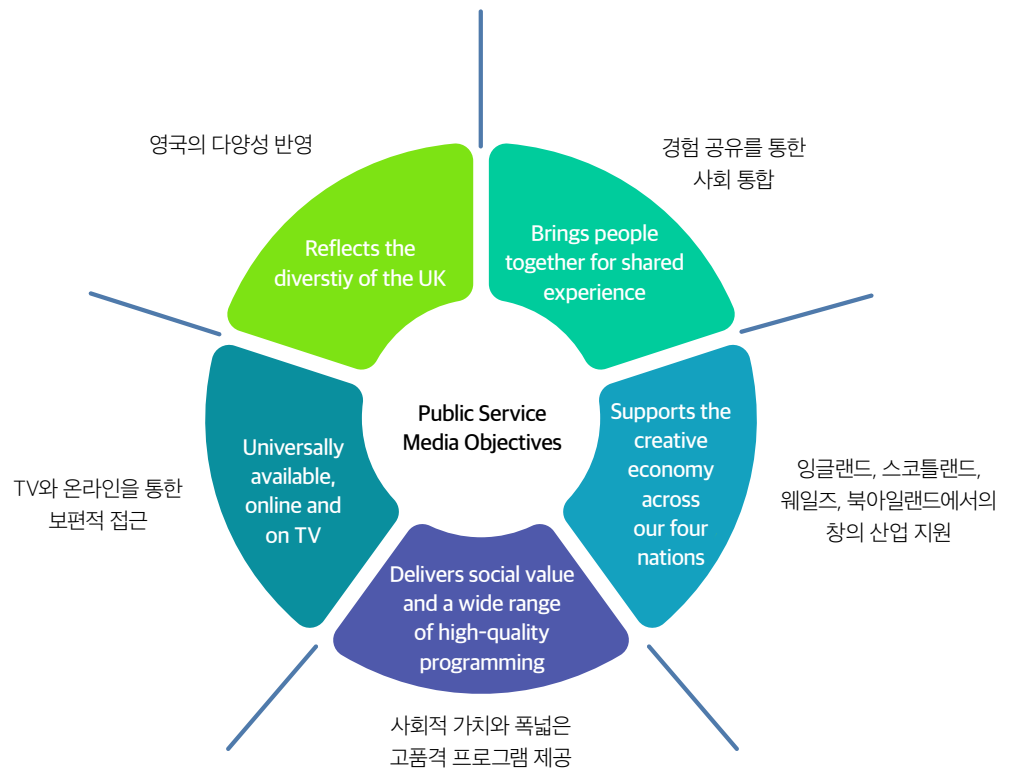 영국의 다양성 반영
경험 공유를 통한
사회 통합
Reflects the
diverstiy of the UK
Brings people
together for shared
experience
Public Service
Media Objectives
Universally
available,
online and
on TV
Supports the
creative
economy
across
our four
nations
TV와 온라인을 통한
보편적 접근
잉글랜드, 스코틀랜드,
웨일즈, 북아일랜드에서의
창의 산업 지원
Delivers social value
and a wide range
of high-quality
programming
사회적 가치와 폭넓은
고품격 프로그램 제공